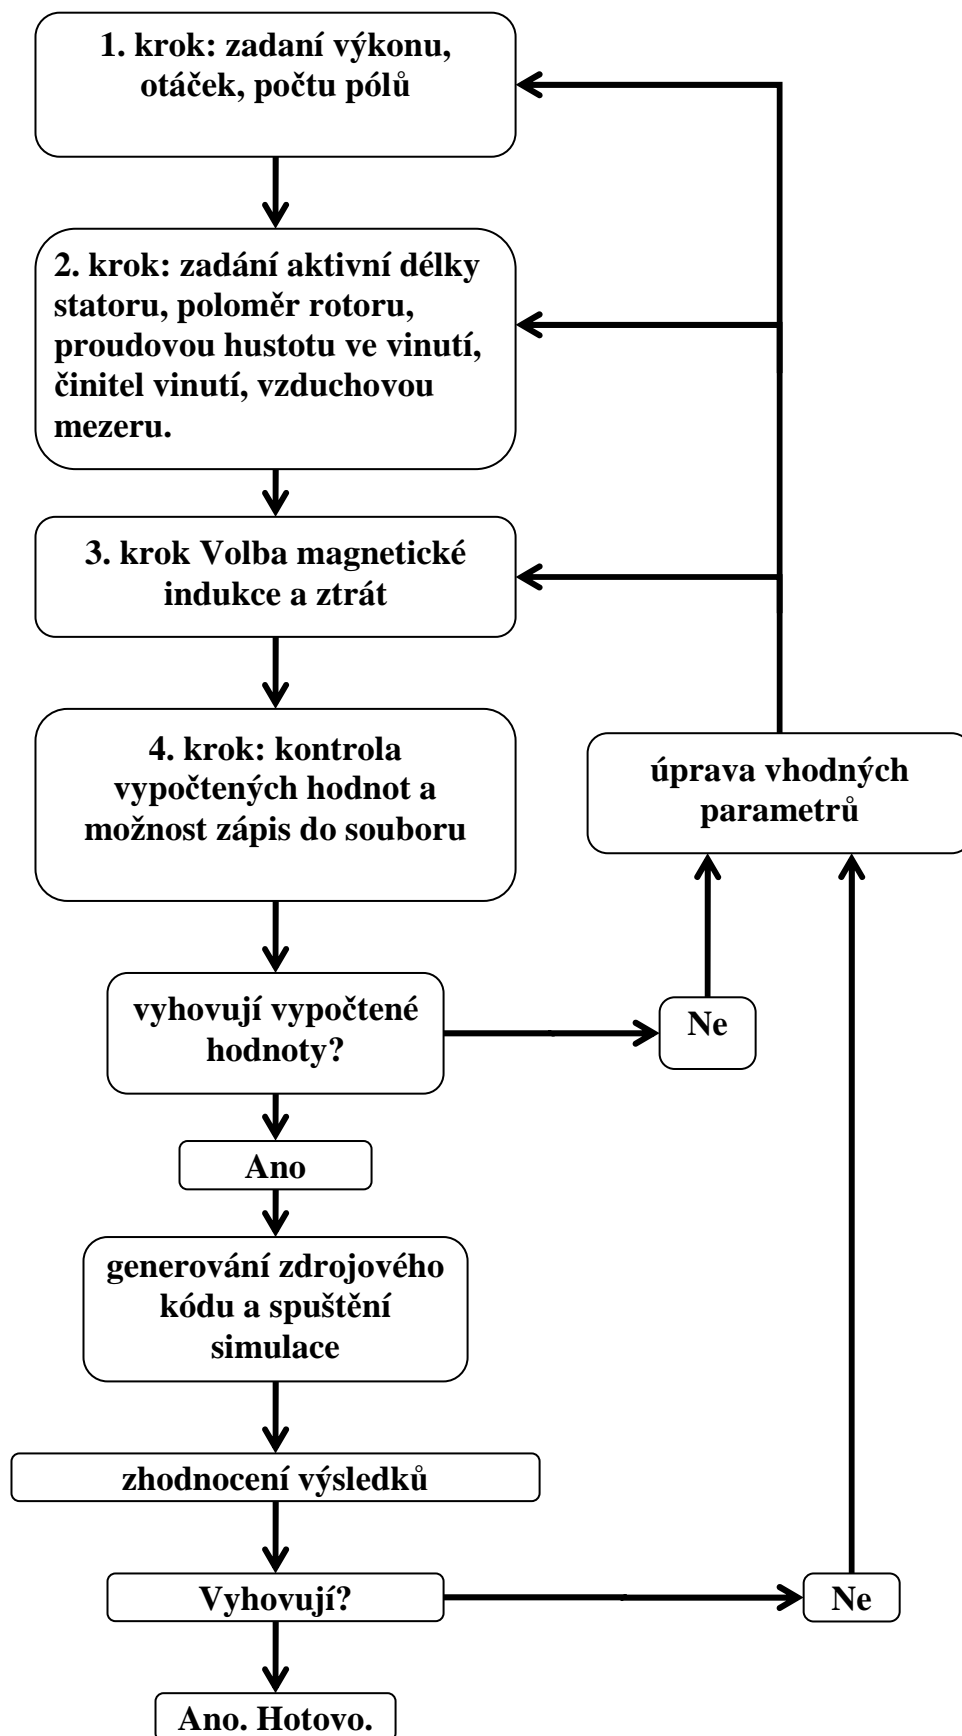 1. krok: zadaní výkonu,
otáček, počtu pólů
2. krok: zadání aktivní délky
statoru, poloměr rotoru,
proudovou hustotu ve vinutí,
činitel vinutí, vzduchovou
mezeru.
3. krok Volba magnetické
indukce a ztrát
4. krok: kontrola
vypočtených hodnot a
možnost zápis do souboru
úprava vhodných
parametrů
vyhovují vypočtené
hodnoty?
Ne
Ano
generování zdrojového
kódu a spuštění
simulace
zhodnocení výsledků
Vyhovují?
Ne
Ano. Hotovo.